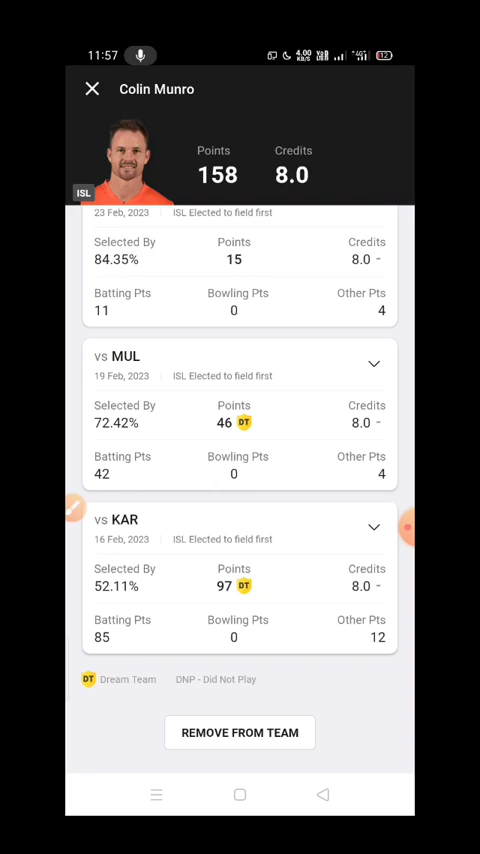 11:57 4.00 KB/S Vo9 LTE 4G 12
Colin Munro
Points Credits
158 8.0
ISL
23 Feb, 2023 ISL Elected to field first
Selected By Points Credits
84.35% 15 8.0 -
Batting Pts Bowling Pts Other Pts
11 0 4
vs MUL
19 Feb, 2023 ISL Elected to field first
Selected By Points Credits
72.42% 46 DT 8.0 -
Batting Pts Bowling Pts Other Pts
42 0 4
vs KAR
16 Feb, 2023 ISL Elected to field first
Selected By Points Credits
52.11% 97 DT 8.0 -
Batting Pts Bowling Pts Other Pts
85 0 12
DT Dream Team DNP - Did Not Play
REMOVE FROM TEAM